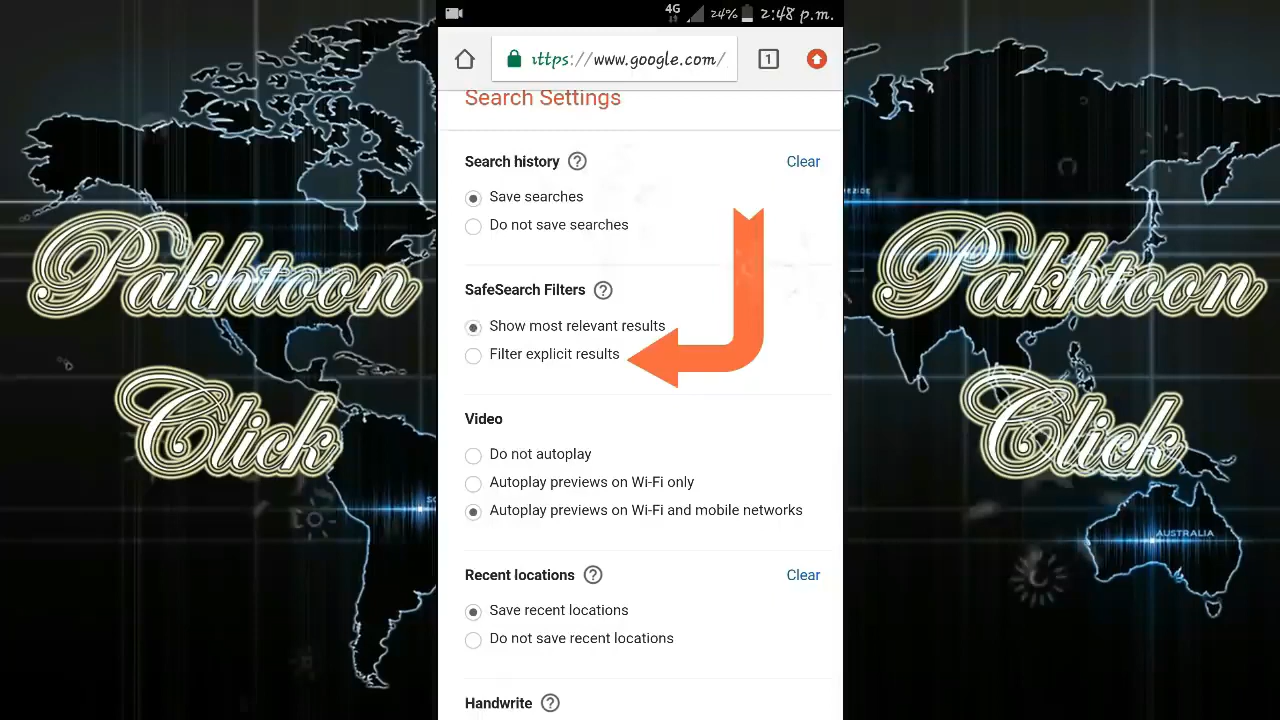 4G 24% 2:48 p.m.
ttps://www.google.com/ 1
Search Settings
Search history ? Clear
Save searches
Do not save searches
SafeSearch Filters ?
Show most relevant results
Filter explicit results
Video
Do not autoplay
Autoplay previews on Wi-Fi only
Autoplay previews on Wi-Fi and mobile networks
Recent locations ? Clear
Save recent locations
Do not save recent locations
Handwrite ?
Pakhtoon
Click
Pakhtoon
Click
AUSTRALIA